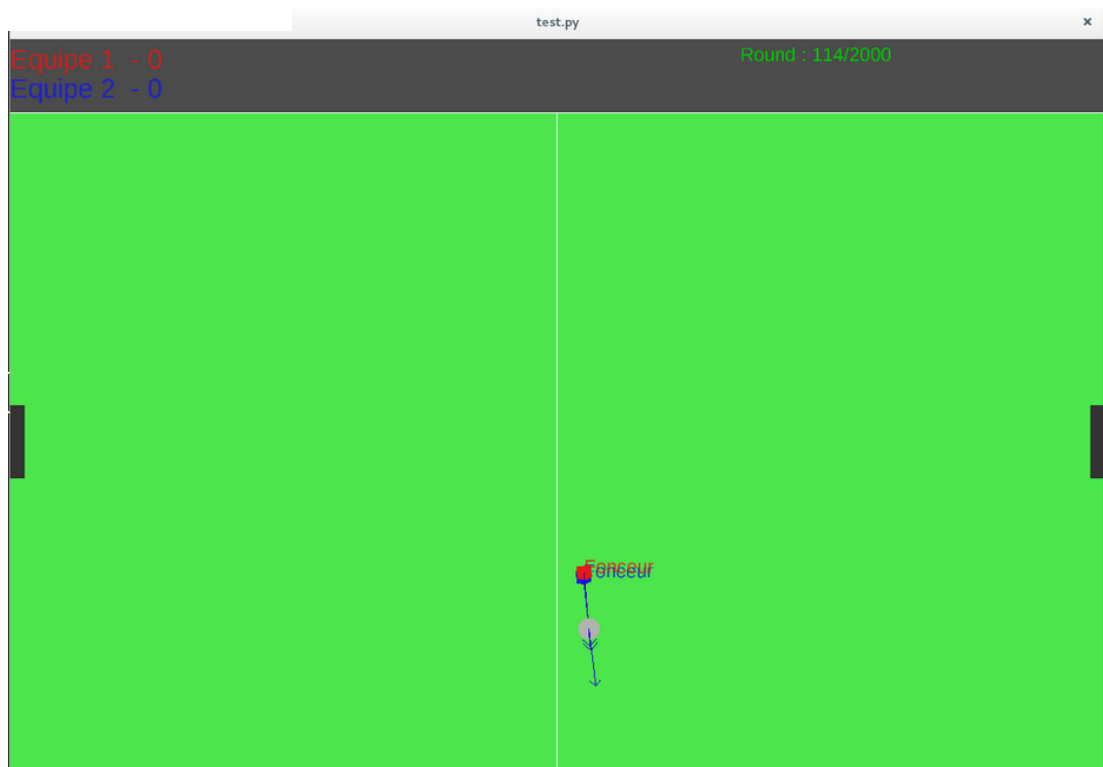 test.py
Equipe 1 - 0
Round : 114/2000
Equipe 2 - 0
Fonceur
Fonceur